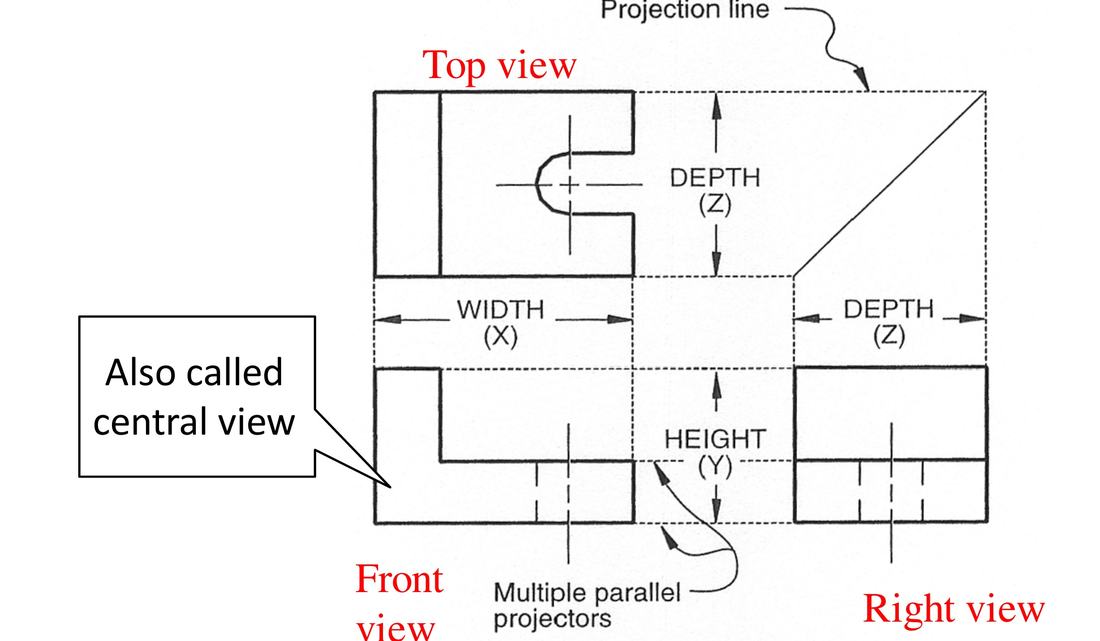 Projection line
Top view
DEPTH
(Z)
WIDTH
(X)
DEPTH
(Z)
Also called
central view
HEIGHT
(Y)
Front
view
Multiple parallel
projectors
Right view